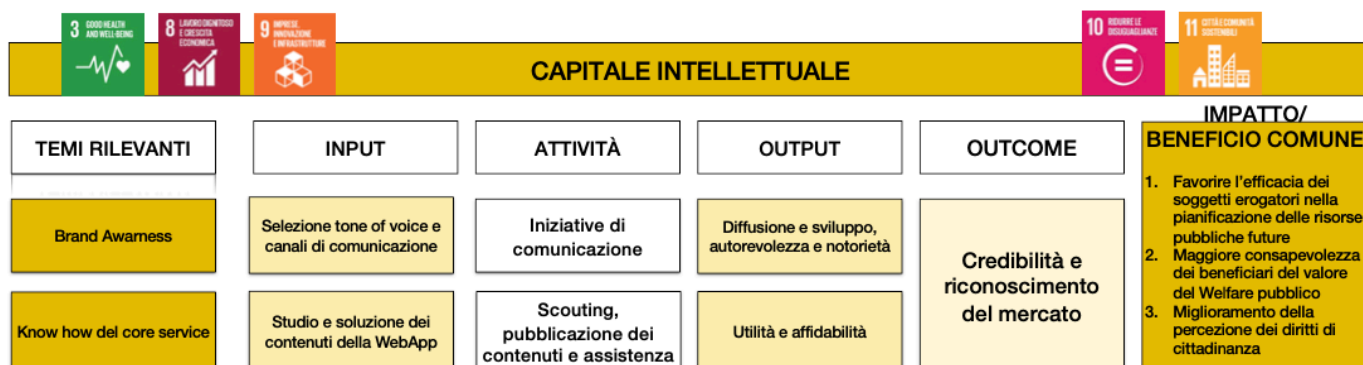 3 GOOD HEALTH
AND WELL-BEING
8 LAVORO DIGNITOSO
E CRESCITA
ECONOMICA
9 IMPRESE,
INNOVAZIONE
E INFRASTRUTTURE
10 RIDURRE LE
DISUGUAGLIANZE
11 CITTÀ E COMUNITÀ
SOSTENIBILI
CAPITALE INTELLETTUALE
TEMI RILEVANTI
INPUT
ATTIVITÀ
OUTPUT
OUTCOME
IMPATTO/
BENEFICIO COMUNE
Brand Awarness
Selezione tone of voice e
canali di comunicazione
Iniziative di
comunicazione
Diffusione e sviluppo,
autorevolezza e notorietà
Know how del core service
Studio e soluzione dei
contenuti della WebApp
Scouting,
pubblicazione dei
contenuti e assistenza
Utilità e affidabilità
Credibilità e
riconoscimento
del mercato
1. Favorire l'efficacia dei
soggetti erogatori nella
pianificazione delle risorse
pubbliche future
2. Maggiore consapevolezza
dei beneficiari del valore
del Welfare pubblico
3. Miglioramento della
percezione dei diritti di
cittadinanza